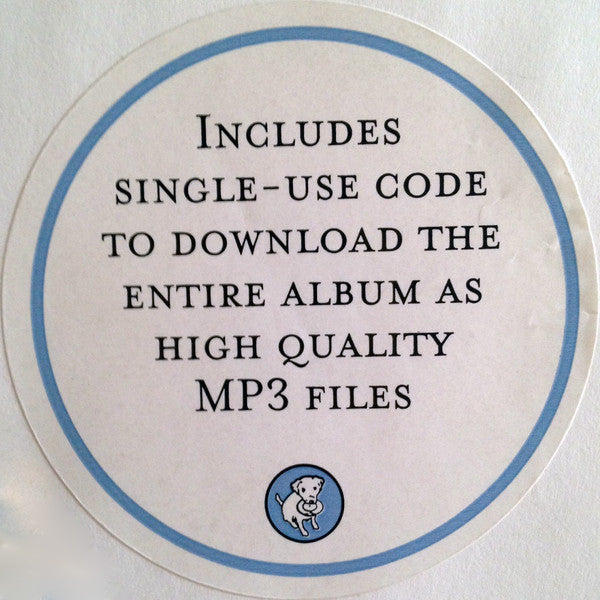 Includes
single-use code
to download the
entire album as
high quality
MP3 files